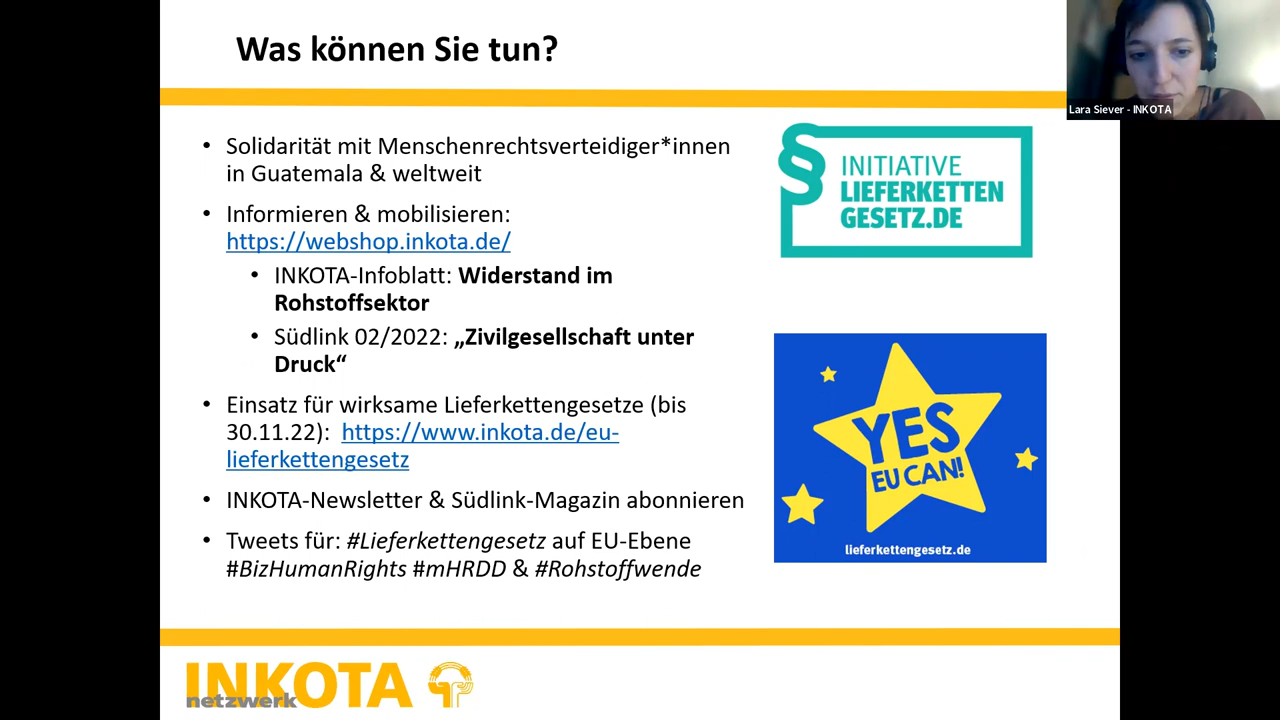 Was können Sie tun?
Lara Siever - INKOTA
• Solidarität mit Menschenrechtsverteidiger*innen
in Guatemala & weltweit
• Informieren & mobilisieren:
https://webshop.inkota.de/
• INKOTA-Infoblatt: Widerstand im
Rohstoffsektor
• Südlink 02/2022: „Zivilgesellschaft unter
Druck“
• Einsatz für wirksame Lieferkettengesetze (bis
30.11.22): https://www.inkota.de/eu-
lieferkettengesetz
• INKOTA-Newsletter & Südlink-Magazin abonnieren
• Tweets für: #Lieferkettengesetz auf EU-Ebene
#BizHumanRights #mHRDD & #Rohstoffwende
§ INITIATIVE
LIEFERKETTEN
GESETZ.DE
YES
EU CAN!
lieferkettengesetz.de
INKOTA
netzwerk